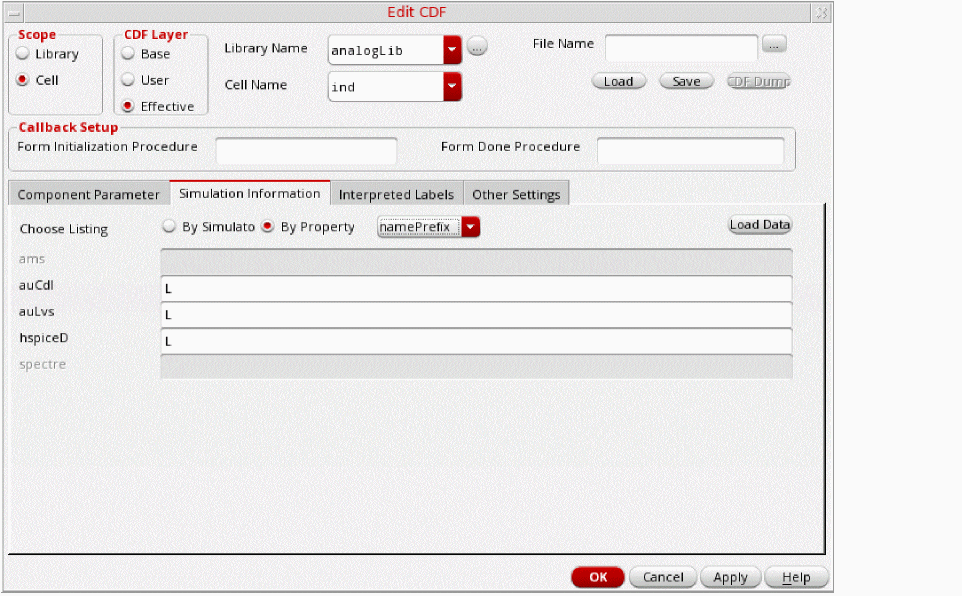 Edit CDF
Scope
Library
Cell
CDF Layer
Base
User
Effective
Library Name
analogLib
...
Cell Name
ind
File Name
...
Load
Save
CDF Dump
Callback Setup
Form Initialization Procedure
Form Done Procedure
Component Parameter
Simulation Information
Interpreted Labels
Other Settings
Choose Listing
By Simulato
By Property
namePrefix
Load Data
ams
auCdl
L
auLvs
L
hspiceD
L
spectre
OK
Cancel
Apply
Help